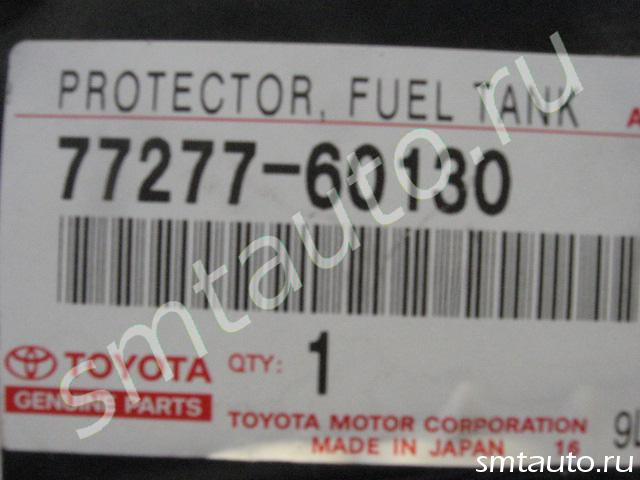 PROTECTOR, FUEL TANK
A
77277-60130
TOYOTA
QTY: 1
GENUINE PARTS
TOYOTA MOTOR CORPORATION
MADE IN JAPAN 16
smtauto.ru
smtauto.ru